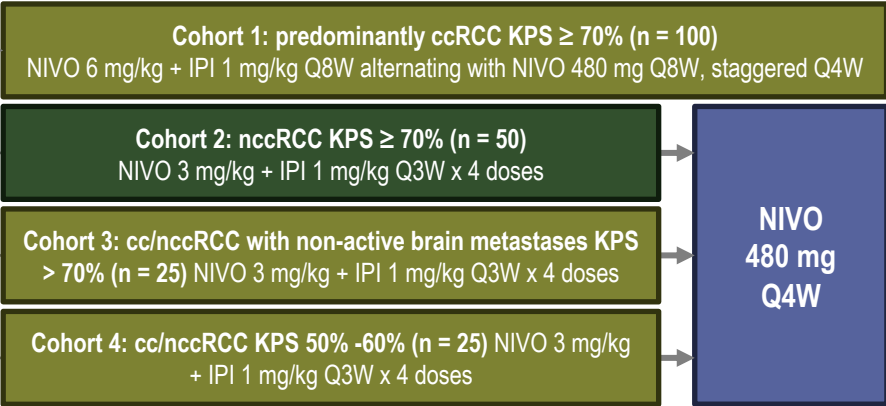 Cohort 1: predominantly ccRCC KPS ≥ 70% (n = 100)
NIVO 6 mg/kg + IPI 1 mg/kg Q8W alternating with NIVO 480 mg Q8W, staggered Q4W
Cohort 2: nccRCC KPS ≥ 70% (n = 50)
NIVO 3 mg/kg + IPI 1 mg/kg Q3W x 4 doses
Cohort 3: cc/nccRCC with non-active brain metastases KPS
> 70% (n = 25) NIVO 3 mg/kg + IPI 1 mg/kg Q3W x 4 doses
Cohort 4: cc/nccRCC KPS 50% -60% (n = 25) NIVO 3 mg/kg
+ IPI 1 mg/kg Q3W x 4 doses
NIVO
480 mg
Q4W